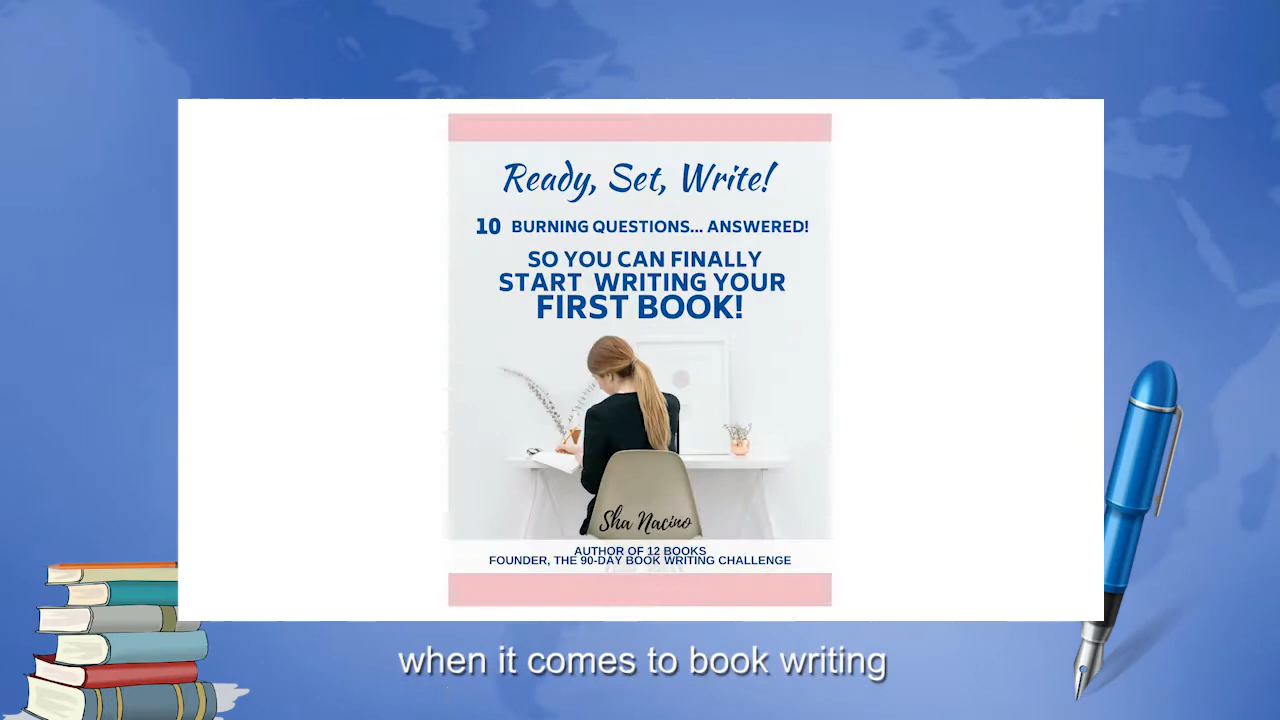 Ready, Set, Write!
10 BURNING QUESTIONS... ANSWERED!
SO YOU CAN FINALLY
START WRITING YOUR
FIRST BOOK!
Sha Nacino
AUTHOR OF 12 BOOKS
FOUNDER, THE 90-DAY BOOK WRITING CHALLENGE
when it comes to book writing